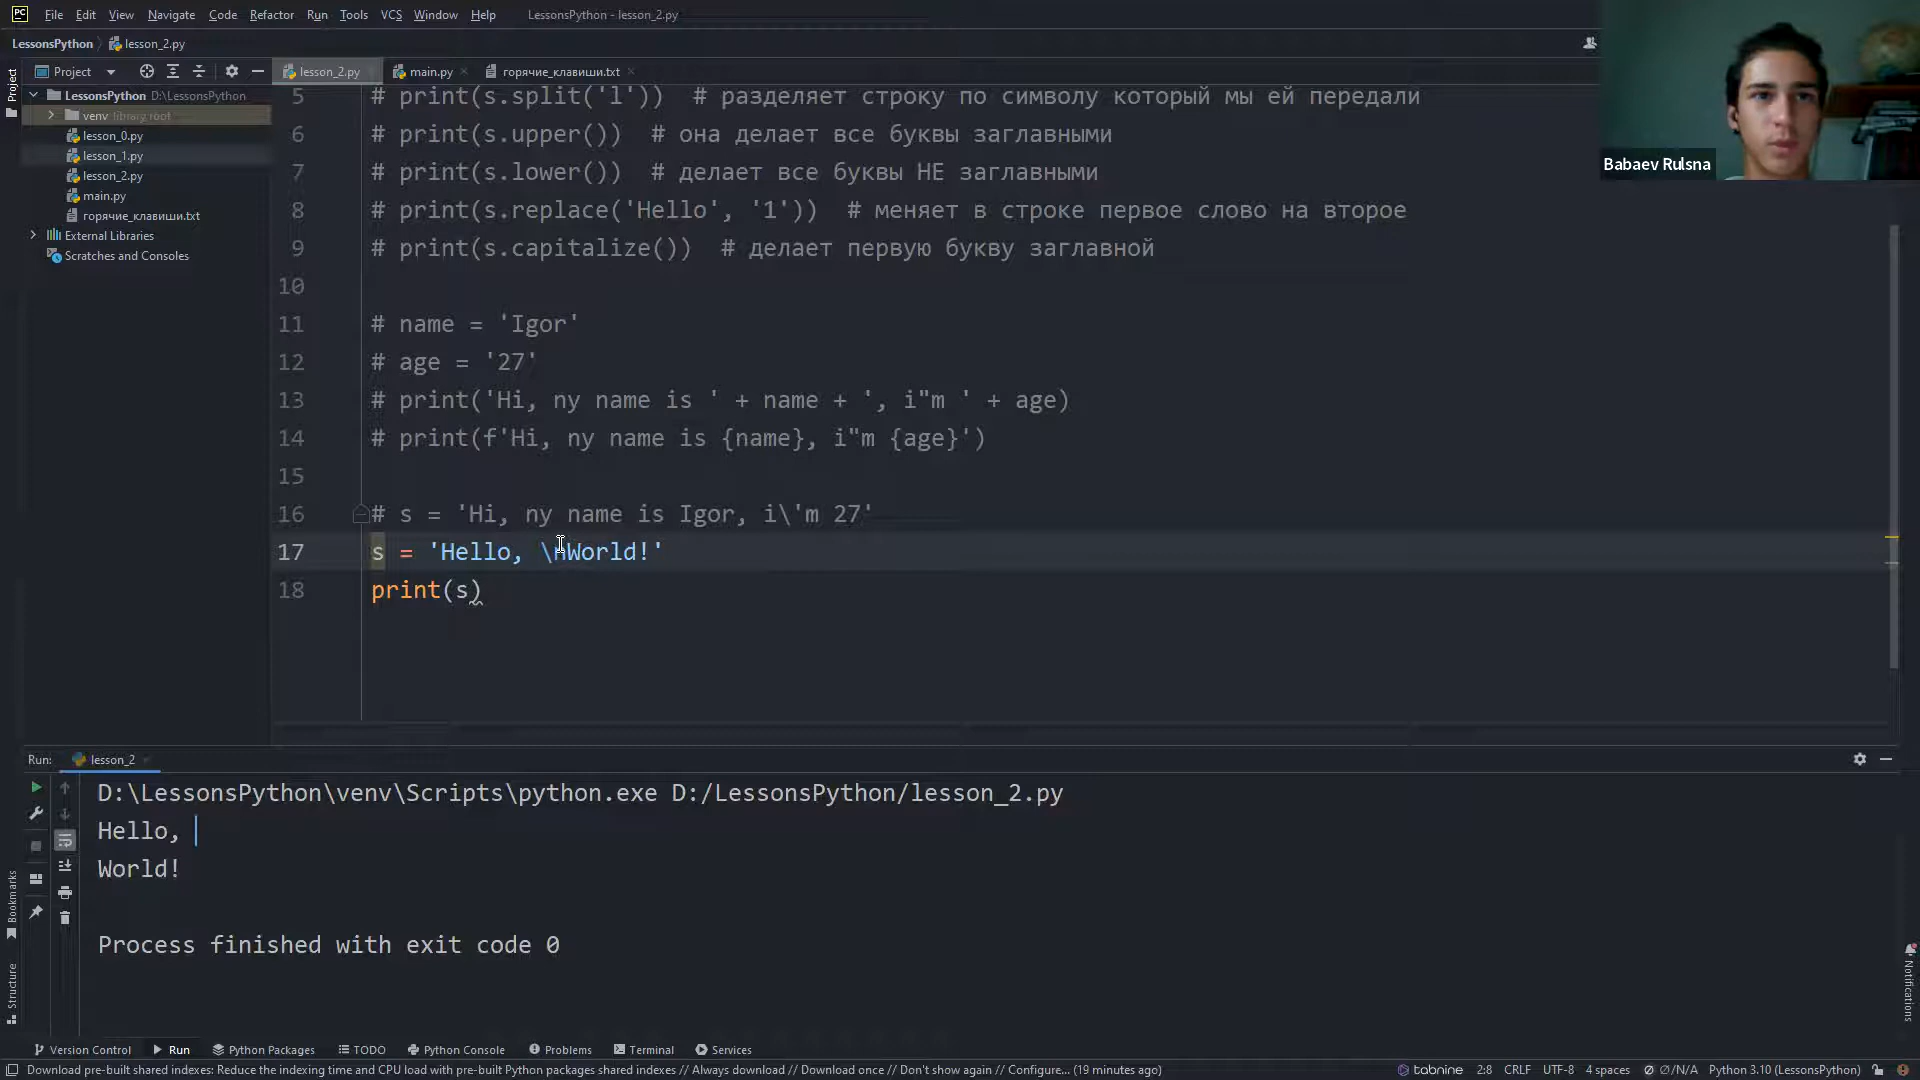 PC File Edit View Navigate Code Refactor Run Tools VCS Window Help LessonsPython - lesson_2.py
LessonsPython lesson_2.py
Project lesson_2.py main.py горячие_клавиши.txt
Project
LessonsPython D:\LessonsPython
venv library root
lesson_0.py
lesson_1.py
lesson_2.py
main.py
горячие_клавиши.txt
External Libraries
Scratches and Consoles
5 # print(s.split('l')) # разделяет строку по символу который мы ей передали
6 # print(s.upper()) # она делает все буквы заглавными
7 # print(s.lower()) # делает все буквы НЕ заглавными
8 # print(s.replace('Hello', '1')) # меняет в строке первое слово на второе
9 # print(s.capitalize()) # делает первую букву заглавной
10
11 # name = 'Igor'
12 # age = '27'
13 # print('Hi, ny name is ' + name + ', i"m ' + age)
14 # print(f'Hi, ny name is {name}, i"m {age}')
15
16 # s = 'Hi, ny name is Igor, i\'m 27'
17 s = 'Hello, \nWorld!'
18 print(s)
Babaev Rulsna
Run: lesson_2
D:\LessonsPython\venv\Scripts\python.exe D:/LessonsPython/lesson_2.py
Hello,
World!
Process finished with exit code 0
Bookmarks
Structure
Notifications
Version Control Run Python Packages TODO Python Console Problems Terminal Services
Download pre-built shared indexes: Reduce the indexing time and CPU load with pre-built Python packages shared indexes // Always download // Download once // Don't show again // Configure... (19 minutes ago) tabnine 2:8 CRLF UTF-8 4 spaces ∅/N/A Python 3.10 (LessonsPython)